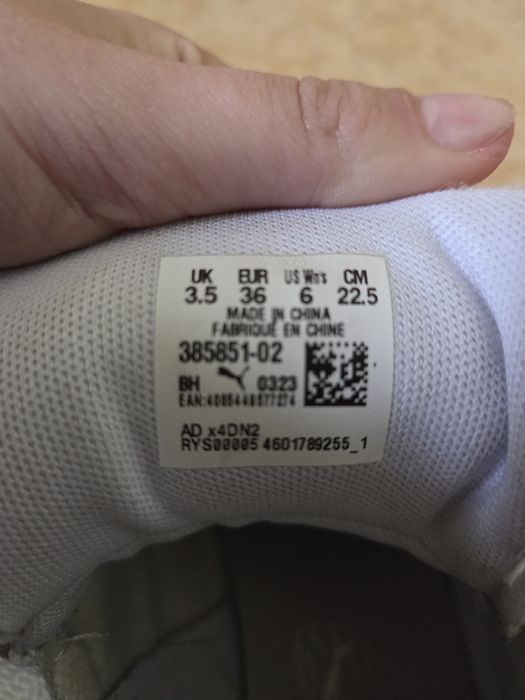 UK EUR US Wn's CM
3.5 36 6 22.5
MADE IN CHINA
FABRIQUÉ EN CHINE
385851-02
BH 0323
EAN:
AD x4DN2
RYS00005 4601789255_1